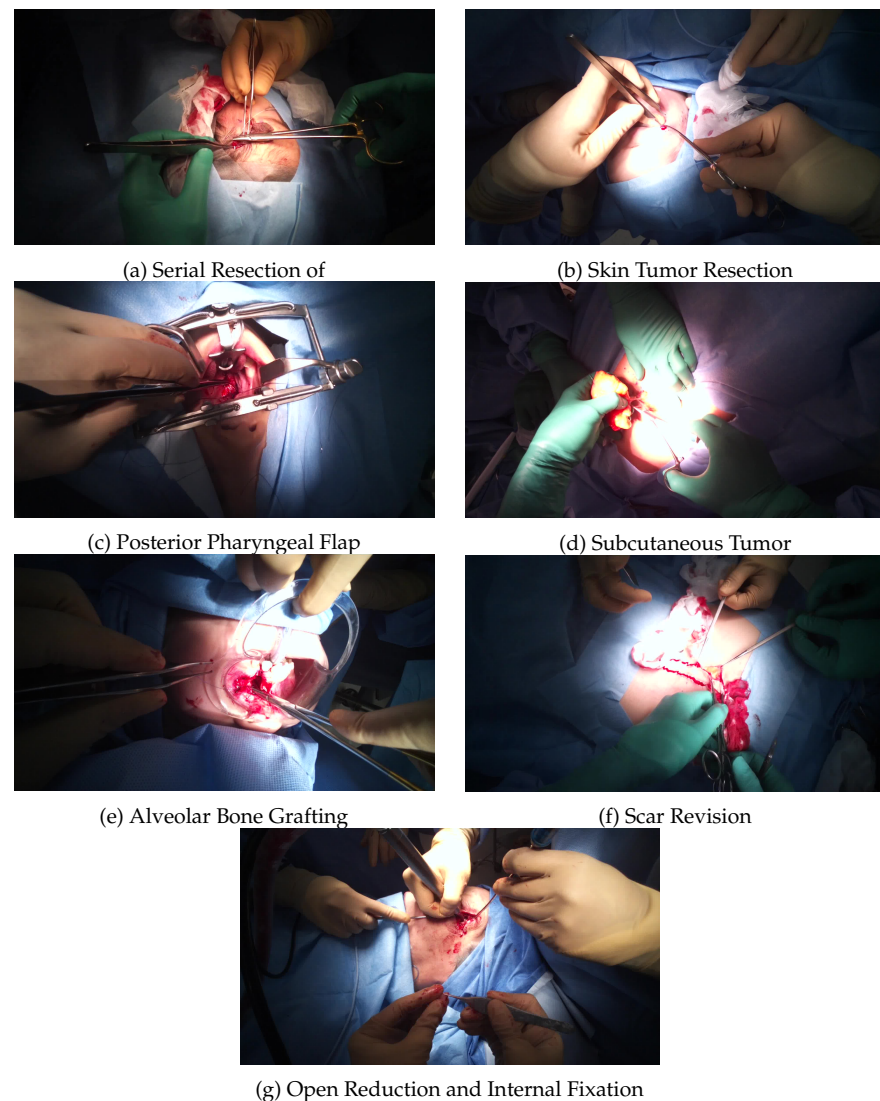 (a) Serial Resection of
(b) Skin Tumor Resection
(c) Posterior Pharyngeal Flap
(d) Subcutaneous Tumor
(e) Alveolar Bone Grafting
(f) Scar Revision
(g) Open Reduction and Internal Fixation